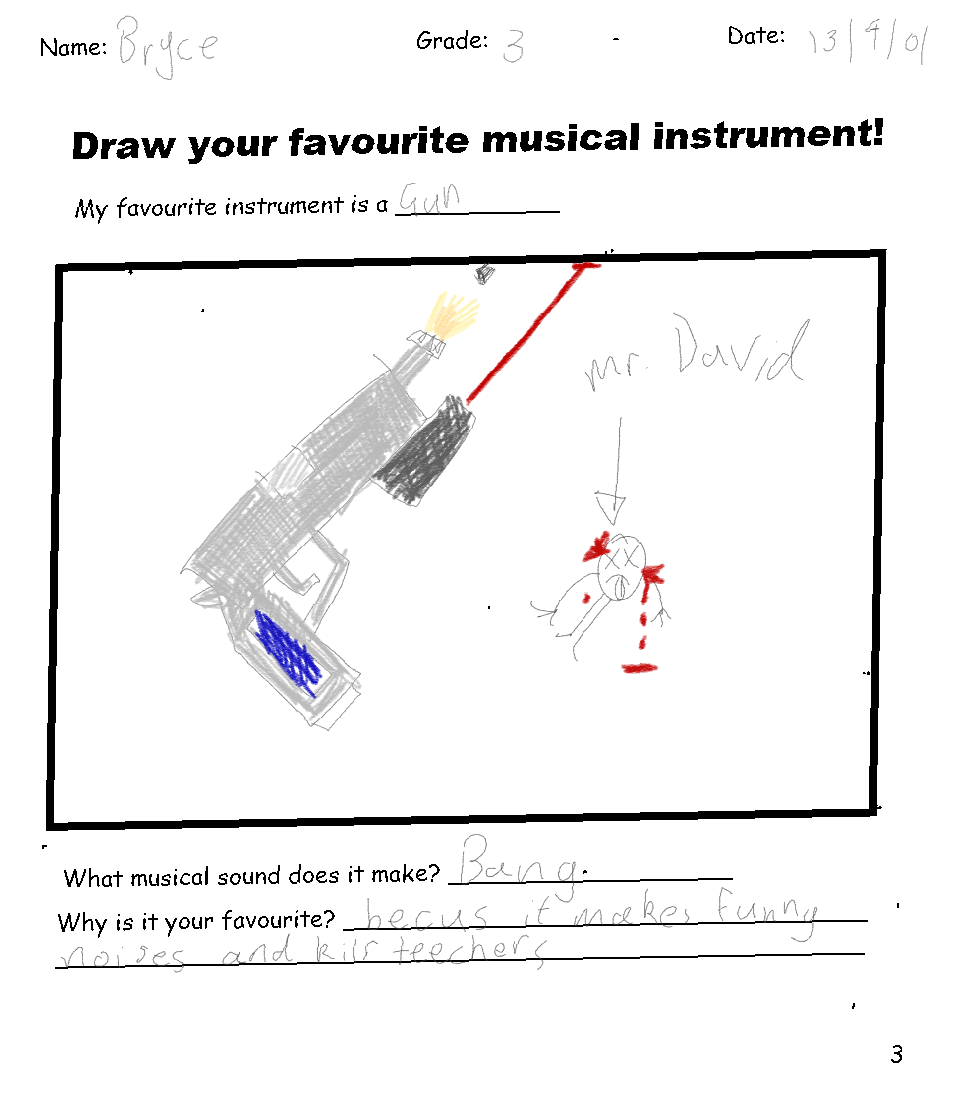 Name: Bryce Grade: 3 - Date: 13/9/01
Draw your favourite musical instrument!
My favourite instrument is a Gun
mr. David
What musical sound does it make? Bang.
Why is it your favourite? becus it makes funny
noises and kils teechers
3